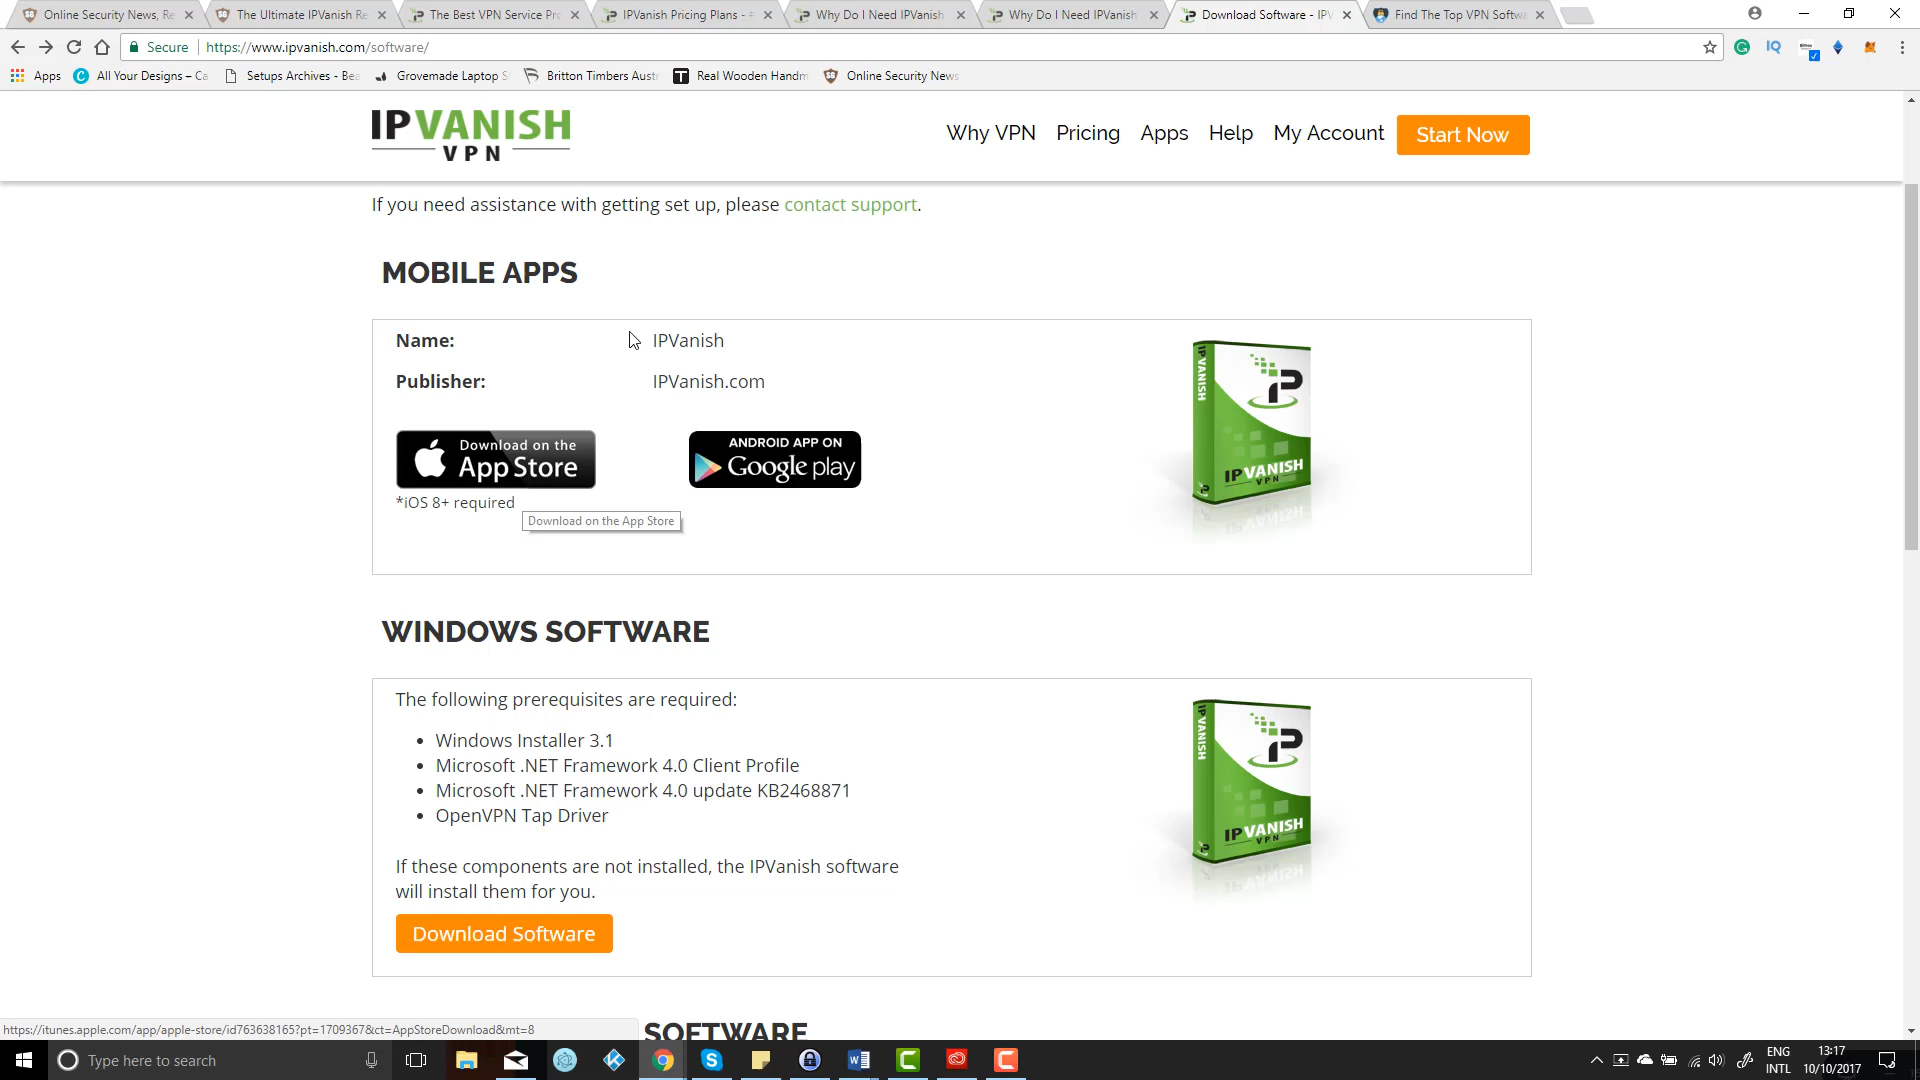 Online Security News, Re
The Ultimate IPVanish Re
The Best VPN Service Pro
IPVanish Pricing Plans - #
Why Do I Need IPVanish
Why Do I Need IPVanish
Download Software - IPV
Find The Top VPN Softwa
Secure
https://www.ipvanish.com/software/
Apps
All Your Designs – Ca
Setups Archives - Bea
Grovemade Laptop S
Britton Timbers Austr
Real Wooden Handm
Online Security News
IPVANISH
VPN
Why VPN
Pricing
Apps
Help
My Account
Start Now
If you need assistance with getting set up, please contact support.
MOBILE APPS
Name:
IPVanish
Publisher:
IPVanish.com
Download on the
App Store
ANDROID APP ON
Google play
*iOS 8+ required
Download on the App Store
IPVANISH
IPVANISH
VPN
WINDOWS SOFTWARE
The following prerequisites are required:
• Windows Installer 3.1
• Microsoft .NET Framework 4.0 Client Profile
• Microsoft .NET Framework 4.0 update KB2468871
• OpenVPN Tap Driver
If these components are not installed, the IPVanish software
will install them for you.
Download Software
IPVANISH
IPVANISH
VPN
SOFTWARE
https://itunes.apple.com/app/apple-store/id763638165?pt=1709367&ct=AppStoreDownload&mt=8
Type here to search
ENG
INTL
13:17
10/10/2017